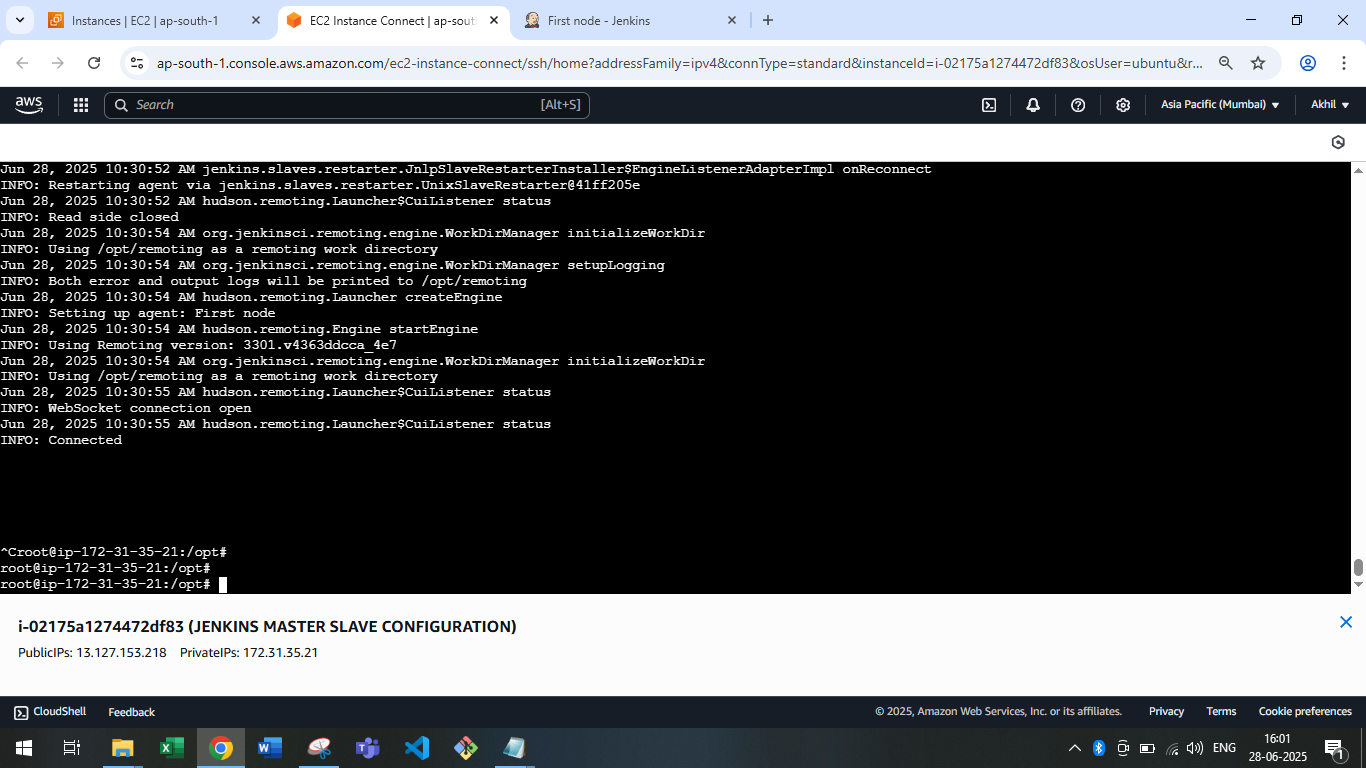 Instances | EC2 | ap-south-1
EC2 Instance Connect | ap-sout
First node - Jenkins
ap-south-1.console.aws.amazon.com/ec2-instance-connect/ssh/home?addressFamily=ipv4&connType=standard&instanceId=i-02175a1274472df83&osUser=ubuntu&r...
aws
Search
[Alt+S]
Asia Pacific (Mumbai)
Akhil
Jun 28, 2025 10:30:52 AM jenkins.slaves.restarter.JnlpSlaveRestarterInstaller$EngineListenerAdapterImpl onReconnect
INFO: Restarting agent via jenkins.slaves.restarter.UnixSlaveRestarter@41ff205e
Jun 28, 2025 10:30:52 AM hudson.remoting.Launcher$CuiListener status
INFO: Read side closed
Jun 28, 2025 10:30:54 AM org.jenkinsci.remoting.engine.WorkDirManager initializeWorkDir
INFO: Using /opt/remoting as a remoting work directory
Jun 28, 2025 10:30:54 AM org.jenkinsci.remoting.engine.WorkDirManager setupLogging
INFO: Both error and output logs will be printed to /opt/remoting
Jun 28, 2025 10:30:54 AM hudson.remoting.Launcher createEngine
INFO: Setting up agent: First node
Jun 28, 2025 10:30:54 AM hudson.remoting.Engine startEngine
INFO: Using Remoting version: 3301.v4363ddcca_4e7
Jun 28, 2025 10:30:54 AM org.jenkinsci.remoting.engine.WorkDirManager initializeWorkDir
INFO: Using /opt/remoting as a remoting work directory
Jun 28, 2025 10:30:55 AM hudson.remoting.Launcher$CuiListener status
INFO: WebSocket connection open
Jun 28, 2025 10:30:55 AM hudson.remoting.Launcher$CuiListener status
INFO: Connected
^Croot@ip-172-31-35-21:/opt#
root@ip-172-31-35-21:/opt#
root@ip-172-31-35-21:/opt#
i-02175a1274472df83 (JENKINS MASTER SLAVE CONFIGURATION)
PublicIPs: 13.127.153.218 PrivateIPs: 172.31.35.21
CloudShell
Feedback
© 2025, Amazon Web Services, Inc. or its affiliates.
Privacy
Terms
Cookie preferences
ENG
16:01
28-06-2025
1